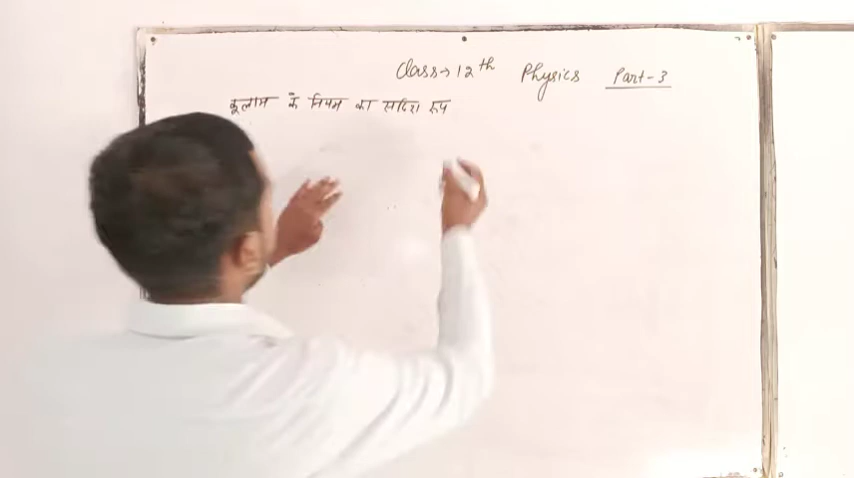 Class→12th Physics Part-3
कूलाम के नियम का सदिश रूप